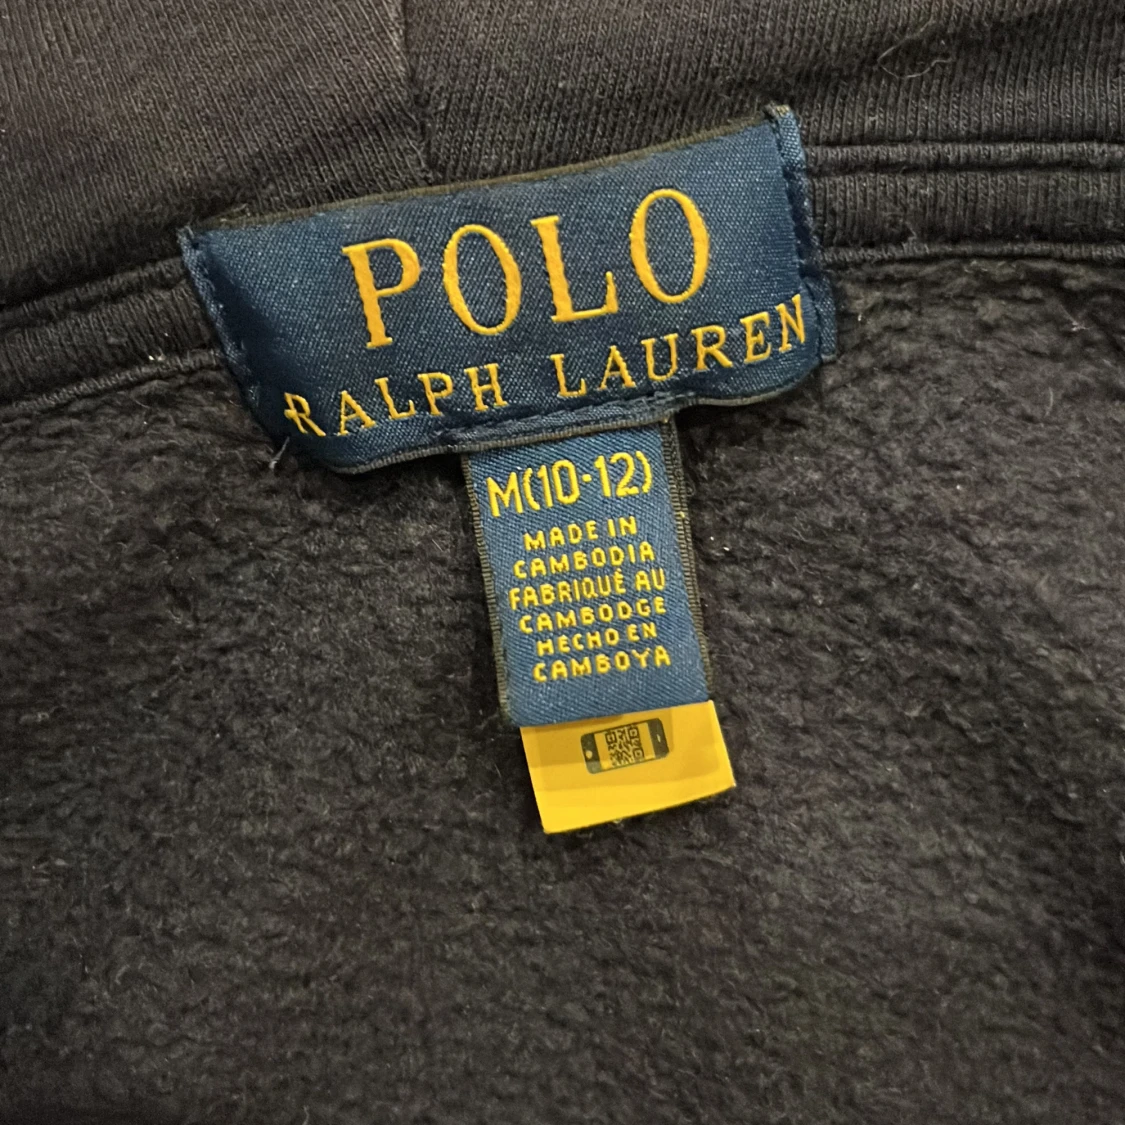 POLO
RALPH LAUREN
M(10-12)
MADE IN
CAMBODIA
FABRIQUÉ AU
CAMBODGE
HECHO EN
CAMBOYA